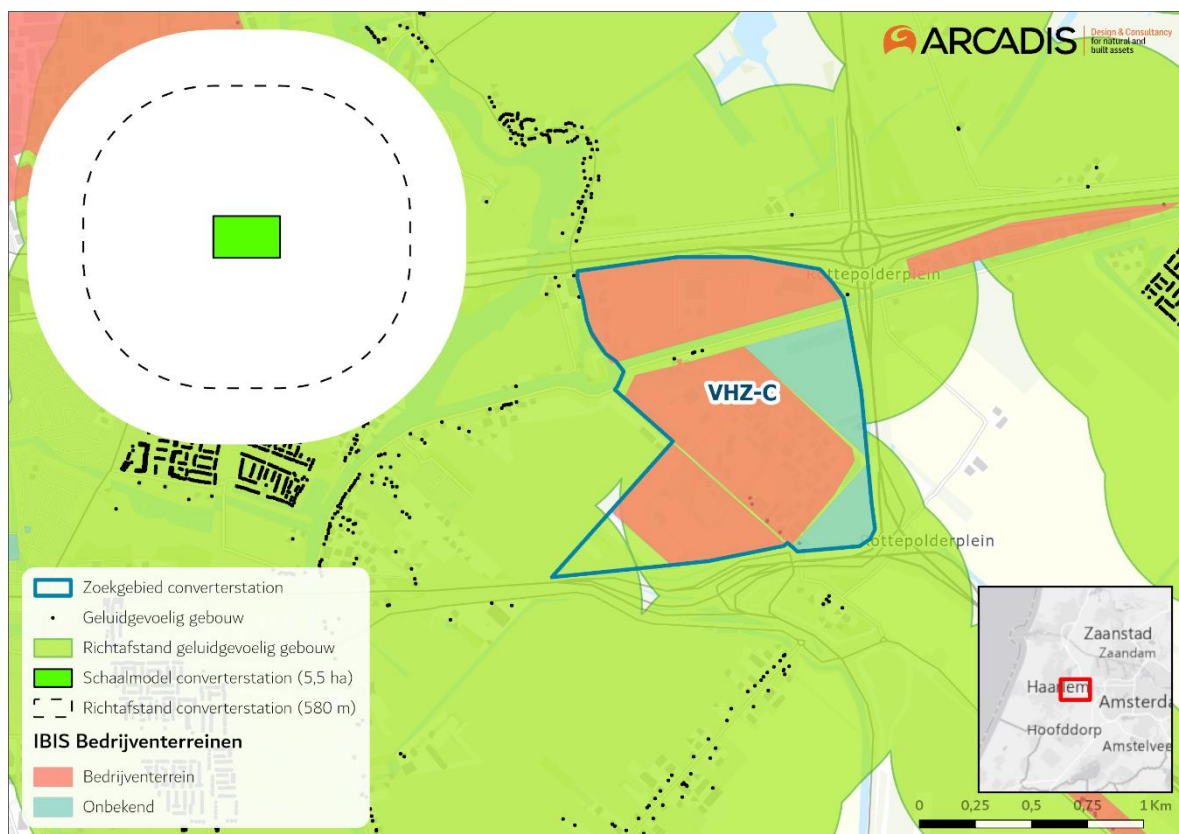 ARCADIS
Design & Consultancy
for natural and
built assets
Rottepolderplein
VHZ-C
Rottepolderplein
Zoekgebied converterstation
Geluidgevoelig gebouw
Richtafstand geluidgevoelig gebouw
Schaalmodel converterstation (5,5 ha)
Richtafstand converterstation (580 m)
IBIS Bedrijventerreinen
Bedrijventerrein
Onbekend
Zaanstad
Zaandam
Haarlem
Amsterda
Hoofddorp
Amstelvee
0 0,25 0,5 0,75 1 Km